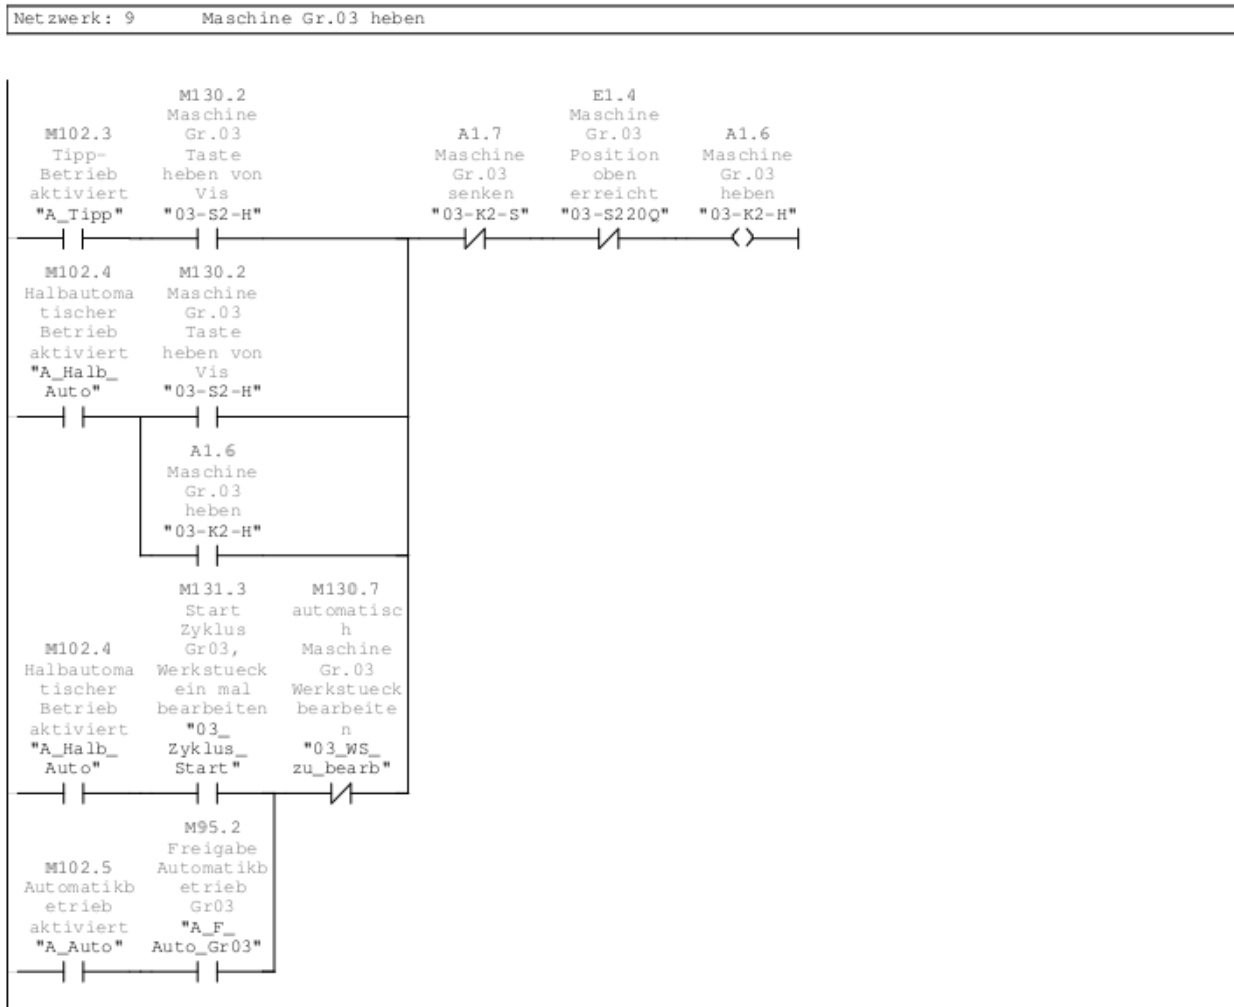 Netzwerk: 9 Maschine Gr.03 heben
M102.3
Tipp-
Betrieb
aktiviert
"A_Tipp"
M130.2
Maschine
Gr.03
Taste
heben von
Vis
"03-S2-H"
A1.7
Maschine
Gr.03
senken
"03-K2-S"
E1.4
Maschine
Gr.03
Position
oben
erreicht
"03-S220Q"
A1.6
Maschine
Gr.03
heben
"03-K2-H"
M102.4
Halbautoma
tischer
Betrieb
aktiviert
"A_Halb_
Auto"
M130.2
Maschine
Gr.03
Taste
heben von
Vis
"03-S2-H"
A1.6
Maschine
Gr.03
heben
"03-K2-H"
M102.4
Halbautoma
tischer
Betrieb
aktiviert
"A_Halb_
Auto"
M131.3
Start
Zyklus
Gr03,
Werkstueck
ein mal
bearbeiten
"03_
Zyklus_
Start"
M130.7
automatisc
h
Maschine
Gr.03
Werkstueck
bearbeite
n
"03_WS_
zu_bearb"
M102.5
Automatikb
etrieb
aktiviert
"A_Auto"
M95.2
Freigabe
Automatikb
etrieb
Gr03
"A_F_
Auto_Gr03"